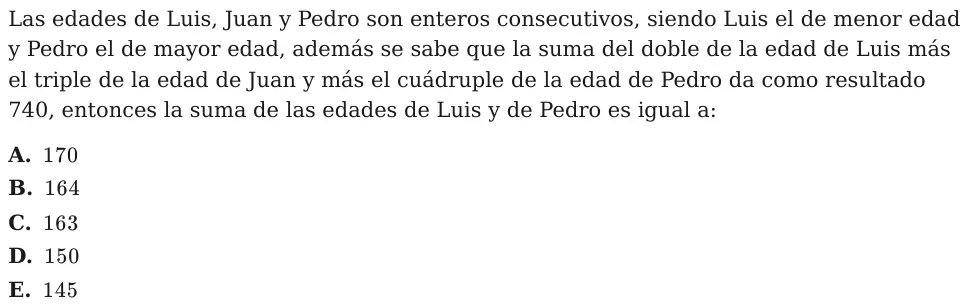 Las edades de Luis, Juan y Pedro son enteros consecutivos, siendo Luis el de menor edad
y Pedro el de mayor edad, además se sabe que la suma del doble de la edad de Luis más
el triple de la edad de Juan y más el cuádruple de la edad de Pedro da como resultado
740, entonces la suma de las edades de Luis y de Pedro es igual a:
A. 170
B. 164
C. 163
D. 150
E. 145